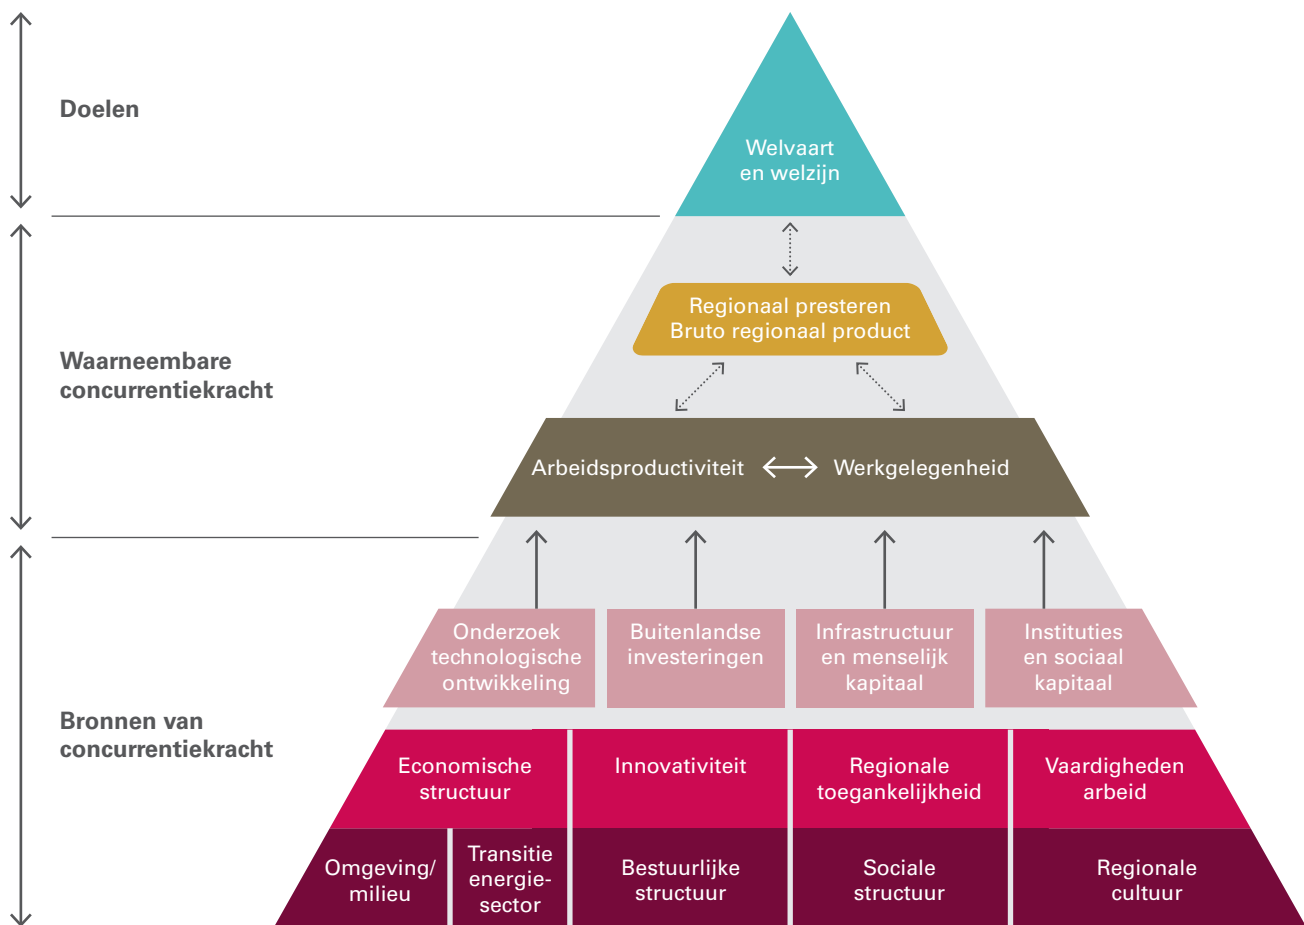 Doelen
Welvaart
en welzijn
Waarneembare
concurrentiekracht
Regionaal presteren
Bruto regionaal product
Arbeidsproductiviteit
Werkgelegenheid
Bronnen van
concurrentiekracht
Onderzoek
technologische
ontwikkeling
Buitenlandse
investeringen
Infrastructuur
en menselijk
kapitaal
Instituties
en sociaal
kapitaal
Economische
structuur
Innovativiteit
Regionale
toegankelijkheid
Vaardigheden
arbeid
Omgeving/
milieu
Transitie
energie-
sector
Bestuurlijke
structuur
Sociale
structuur
Regionale
cultuur